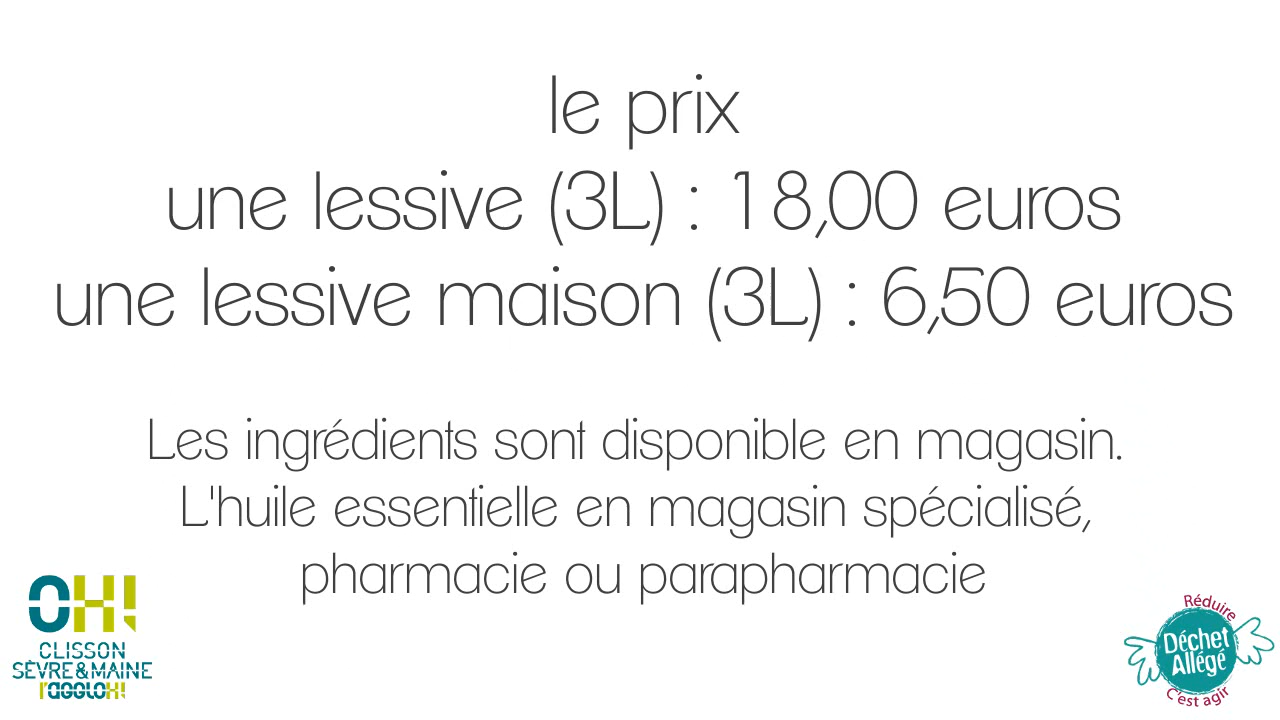 le prix
une lessive (3L) : 18,00 euros
une lessive maison (3L) : 6,50 euros
Les ingrédients sont disponible en magasin.
L'huile essentielle en magasin spécialisé,
pharmacie ou parapharmacie
OH!
CLISSON
SÈVRE&MAINE
l'aggloH!
Réduire
Déchet
Allégé
C'est agir